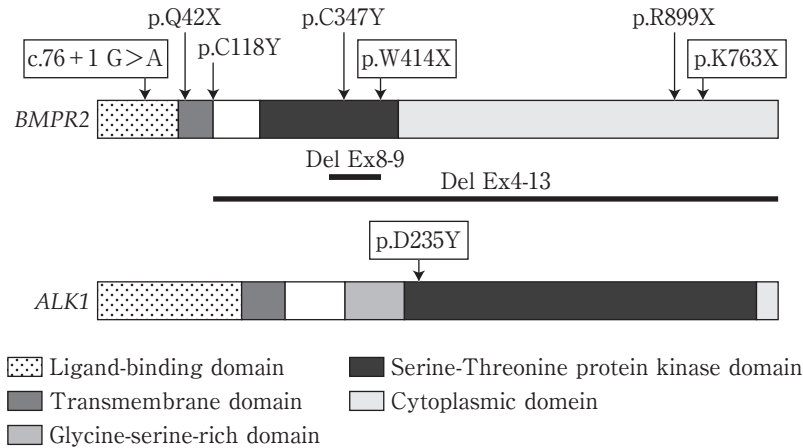 p.Q42X
p.C347Y
p.R899X
c.76+1 G>A
p.C118Y
p.W414X
p.K763X
BMPR2
Del Ex8-9
Del Ex4-13
p.D235Y
ALK1
Ligand-binding domain
Serine-Threonine protein kinase domain
Transmembrane domain
Cytoplasmic domein
Glycine-serine-rich domain